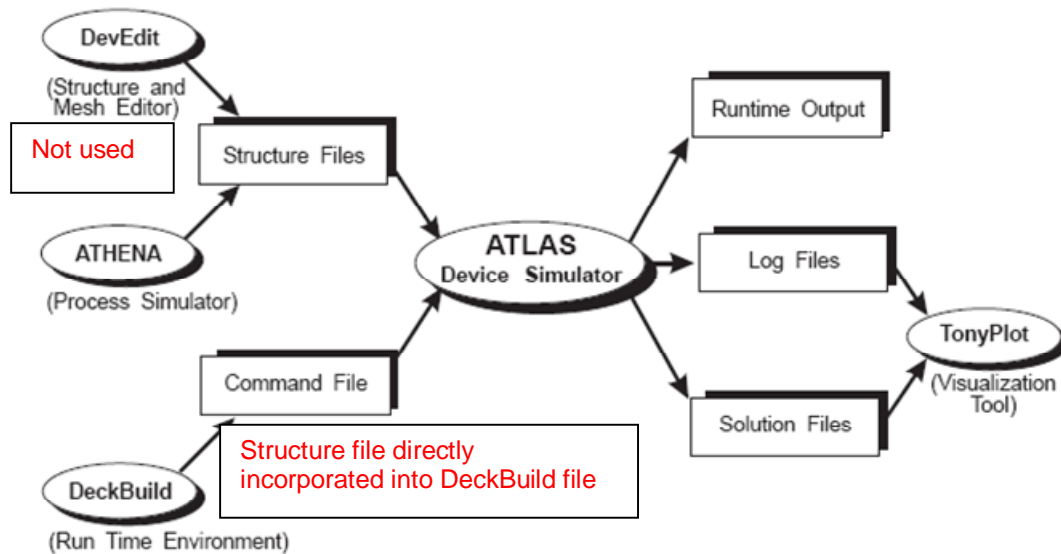 DevEdit
(Structure and
Mesh Editor)
Not used
Structure Files
ATHENA
(Process Simulator)
Command File
Structure file directly
incorporated into DeckBuild file
DeckBuild
(Run Time Environment)
ATLAS
Device Simulator
Runtime Output
Log Files
Solution Files
TonyPlot
(Visualization
Tool)